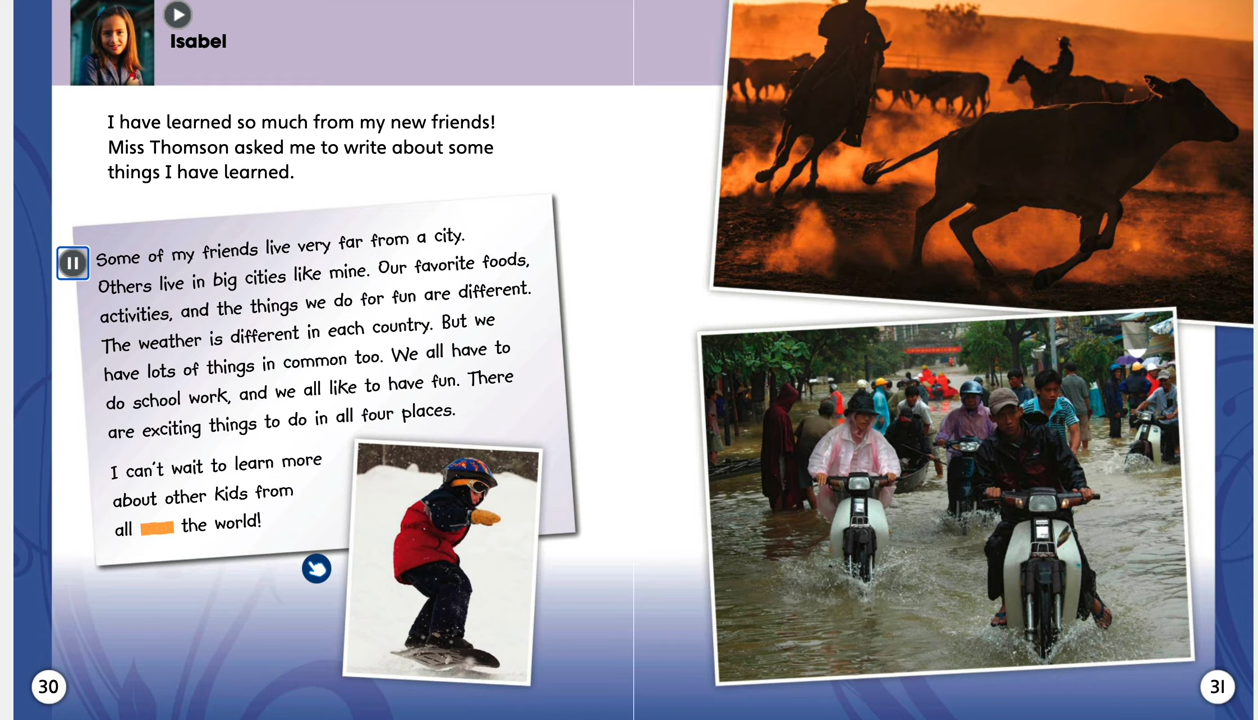 Isabel
I have learned so much from my new friends!
Miss Thomson asked me to write about some
things I have learned.
Some of my friends live very far from a city.
Others live in big cities like mine. Our favorite foods,
activities, and the things we do for fun are different.
The weather is different in each country. But we
have lots of things in common too. We all have to
do school work, and we all like to have fun. There
are exciting things to do in all four places.
I can't wait to learn more
about other kids from
all the world!
30
31